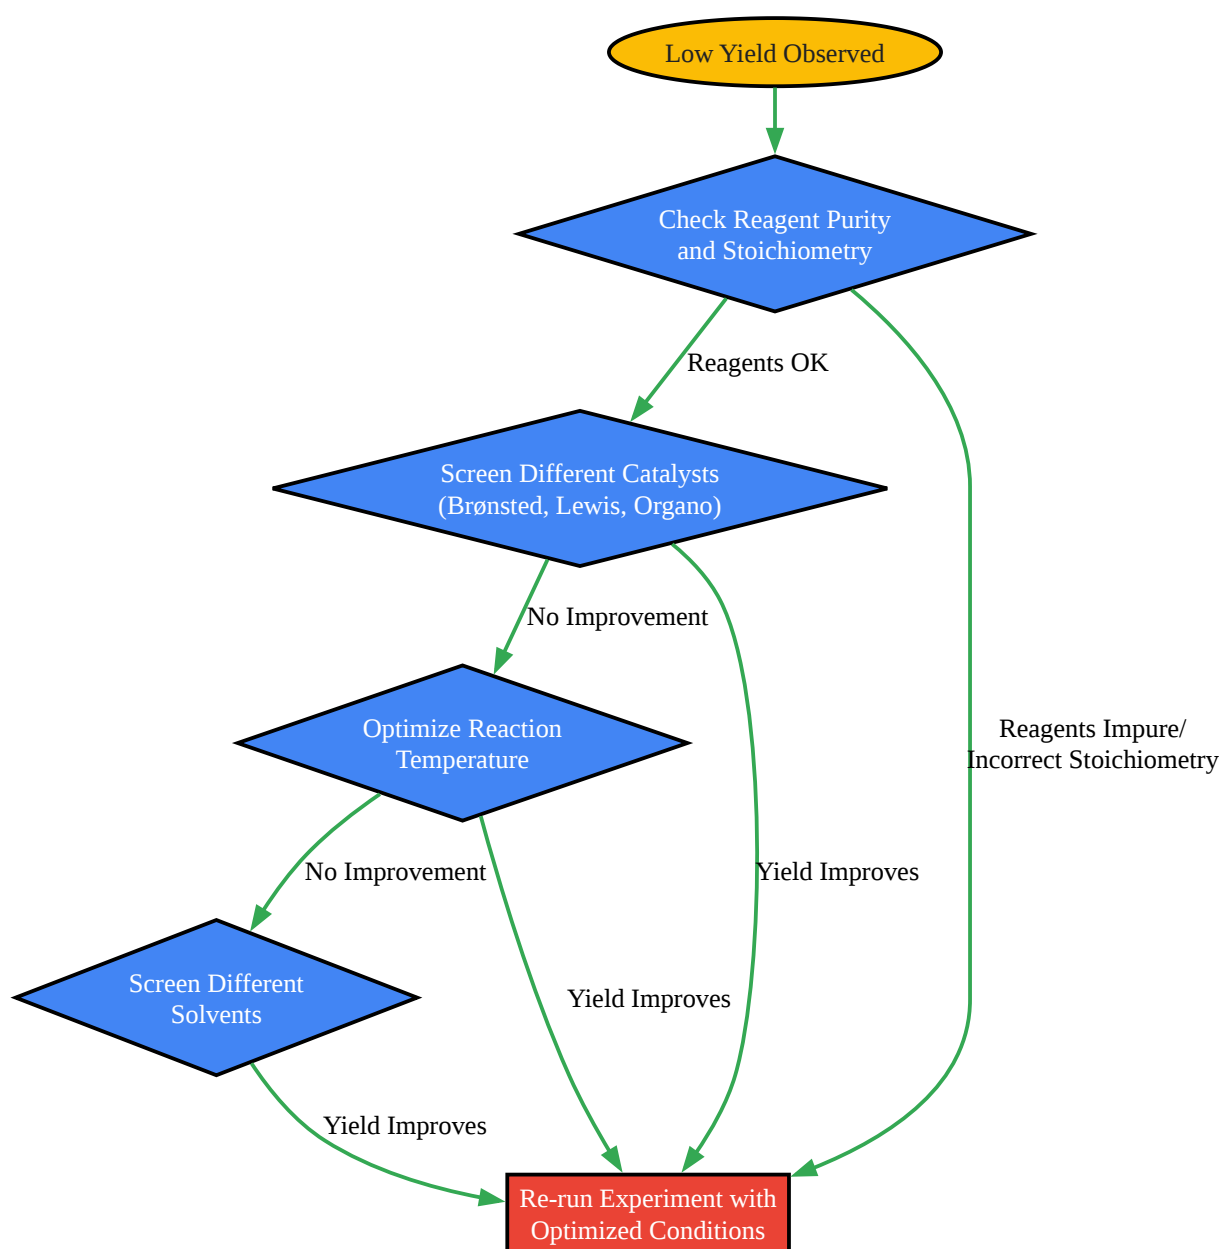 Low Yield Observed
Check Reagent Purity
and Stoichiometry
Reagents OK
Screen Different Catalysts
(Brønsted, Lewis, Organo)
No Improvement
Optimize Reaction
Temperature
Reagents Impure/
Incorrect Stoichiometry
No Improvement
Yield Improves
Screen Different
Solvents
Yield Improves
Yield Improves
Re-run Experiment with
Optimized Conditions